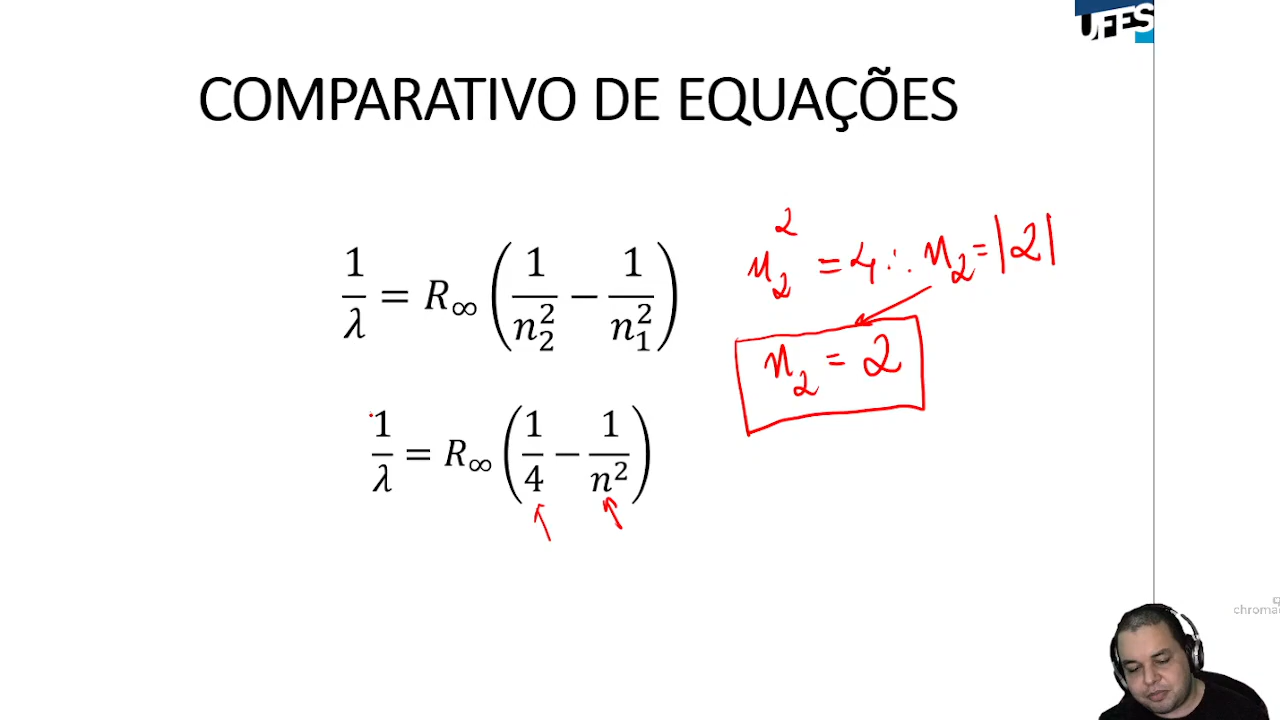 UFES
COMPARATIVO DE EQUAÇÕES
1/λ = R∞ (1/n₂² − 1/n₁²)
n₂² = 4 ∴ n₂ = |2|
n₂ = 2
1/λ = R∞ (1/4 − 1/n²)